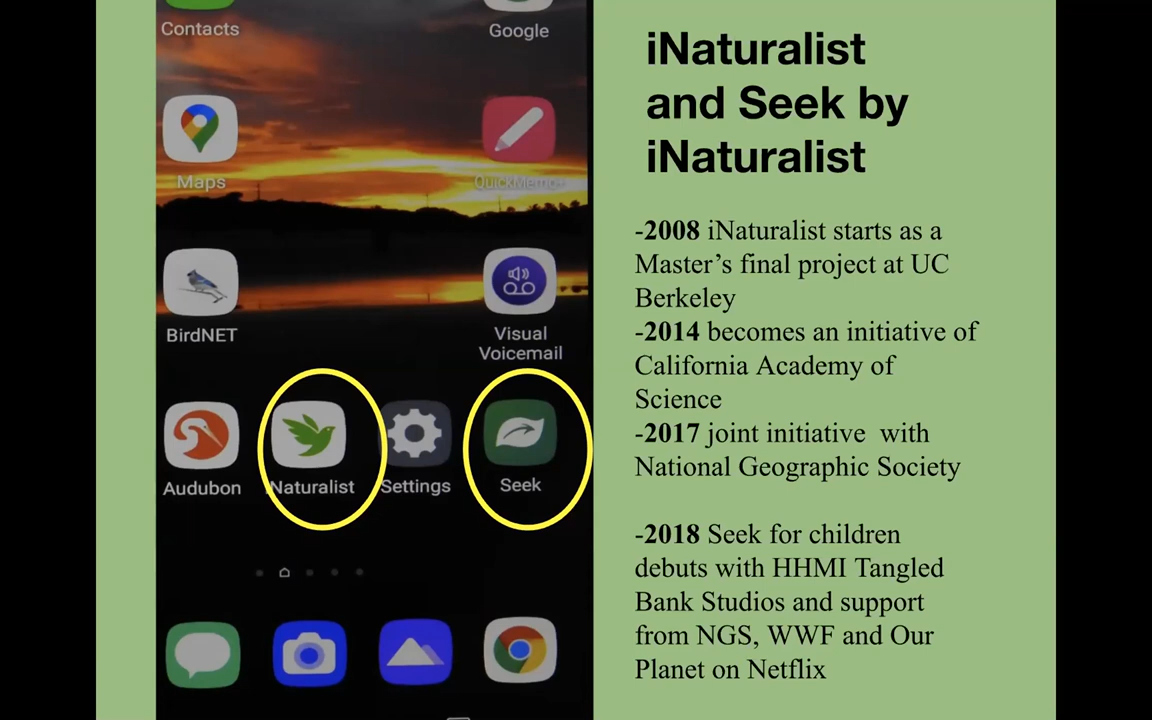 Contacts
Google
Maps
QuickMemo+
BirdNET
Visual
Voicemail
Audubon
Naturalist
Settings
Seek
iNaturalist
and Seek by
iNaturalist
-2008 iNaturalist starts as a
Master’s final project at UC
Berkeley
-2014 becomes an initiative of
California Academy of
Science
-2017 joint initiative with
National Geographic Society
-2018 Seek for children
debuts with HHMI Tangled
Bank Studios and support
from NGS, WWF and Our
Planet on Netflix